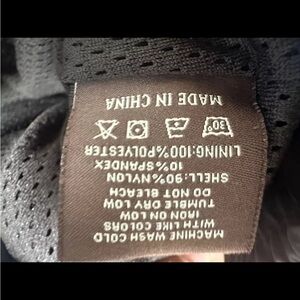 MACHINE WASH COLD
WITH LIKE COLORS
IRON ON LOW
TUMBLE DRY LOW
DO NOT BLEACH
SHELL:90%NYLON
10%SPANDEX
LINING:100%POLYESTER
30°
MADE IN CHINA